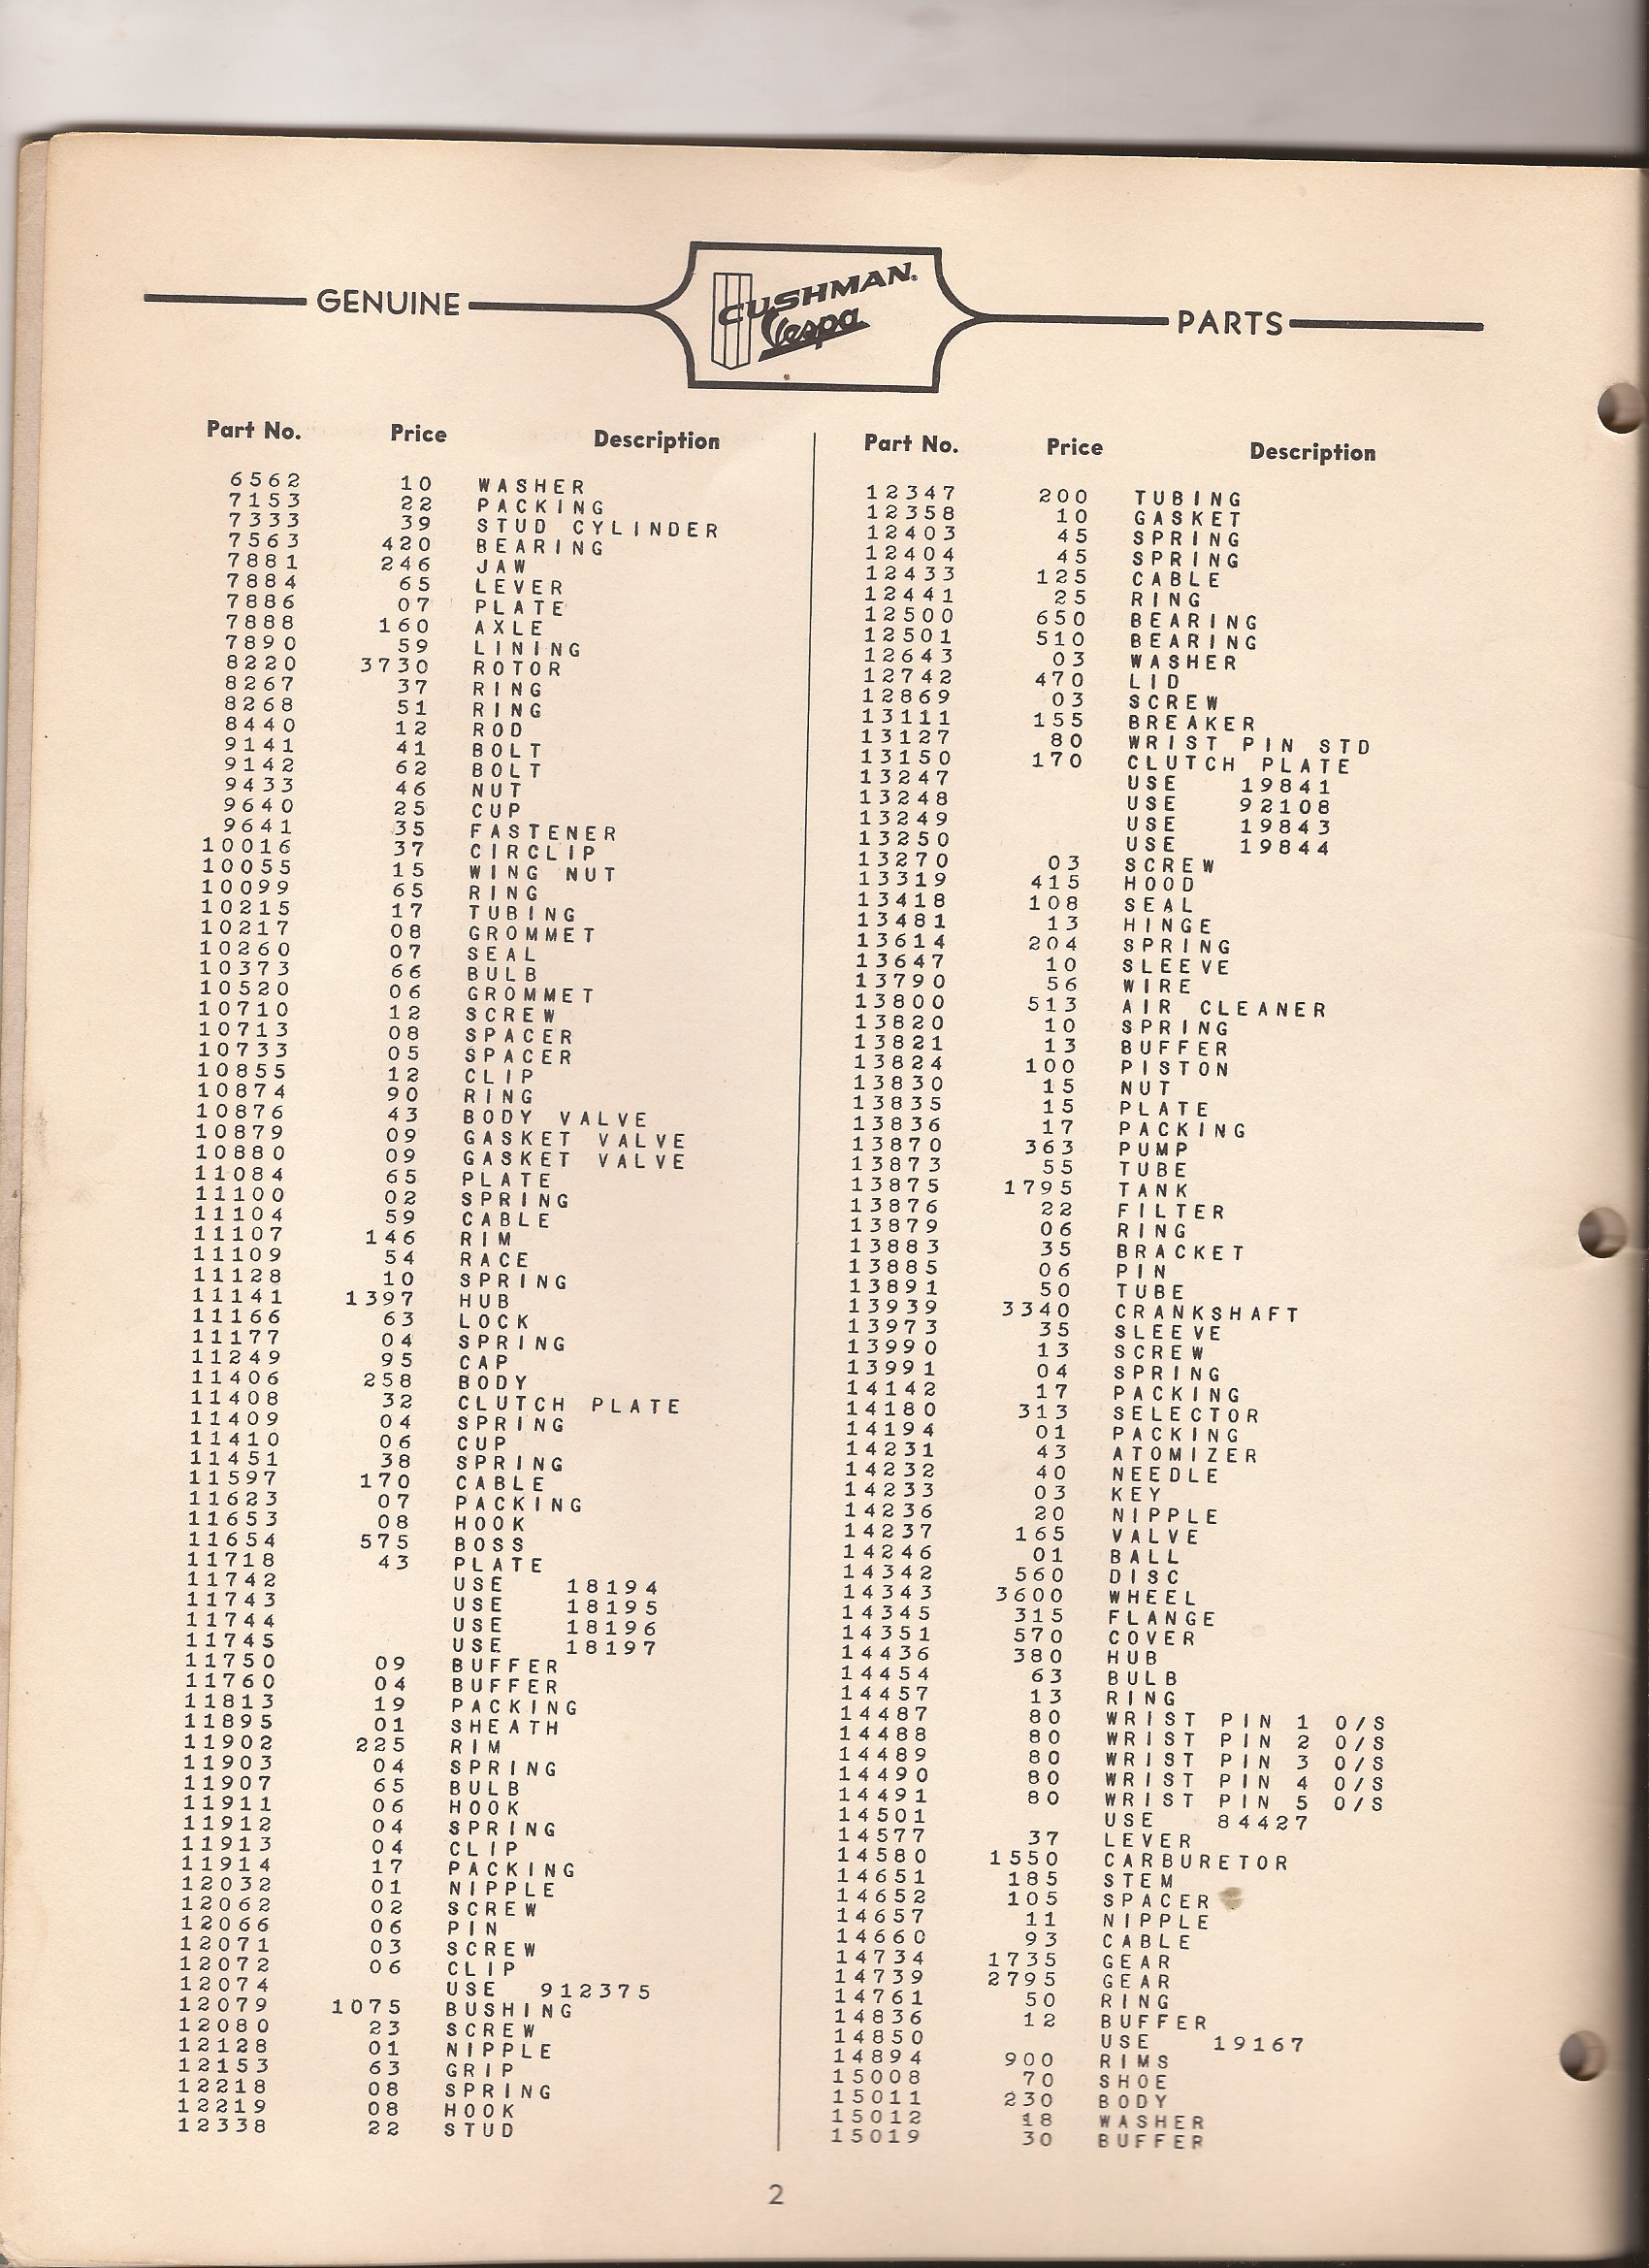 GENUINE CUSHMAN. Vespa PARTS
Part No. Price Description
6562 10 WASHER
7153 22 PACKING
7333 39 STUD CYLINDER
7563 420 BEARING
7881 246 JAW
7884 65 LEVER
7886 07 PLATE
7888 160 AXLE
7890 59 LINING
8220 3730 ROTOR
8267 37 RING
8268 51 RING
8440 12 ROD
9141 41 BOLT
9142 62 BOLT
9433 46 NUT
9640 25 CUP
9641 35 FASTENER
10016 37 CIRCLIP
10055 15 WING NUT
10099 65 RING
10215 17 TUBING
10217 08 GROMMET
10260 07 SEAL
10373 66 BULB
10520 06 GROMMET
10710 12 SCREW
10713 08 SPACER
10733 05 SPACER
10855 12 CLIP
10874 90 RING
10876 43 BODY VALVE
10879 09 GASKET VALVE
10880 09 GASKET VALVE
11084 65 PLATE
11100 02 SPRING
11104 59 CABLE
11107 146 RIM
11109 54 RACE
11128 10 SPRING
11141 1397 HUB
11166 63 LOCK
11177 04 SPRING
11249 95 CAP
11406 258 BODY
11408 32 CLUTCH PLATE
11409 04 SPRING
11410 06 CUP
11451 38 SPRING
11597 170 CABLE
11623 07 PACKING
11653 08 HOOK
11654 575 BOSS
11718 43 PLATE
11742 USE 18194
11743 USE 18195
11744 USE 18196
11745 USE 18197
11750 09 BUFFER
11760 04 BUFFER
11813 19 PACKING
11895 01 SHEATH
11902 225 RIM
11903 04 SPRING
11907 65 BULB
11911 06 HOOK
11912 04 SPRING
11913 04 CLIP
11914 17 PACKING
12032 01 NIPPLE
12062 02 SCREW
12066 06 PIN
12071 03 SCREW
12072 06 CLIP
12074 USE 912375
12079 1075 BUSHING
12080 23 SCREW
12128 01 NIPPLE
12153 63 GRIP
12218 08 SPRING
12219 08 HOOK
12338 22 STUD
Part No. Price Description
12347 200 TUBING
12358 10 GASKET
12403 45 SPRING
12404 45 SPRING
12433 125 CABLE
12441 25 RING
12500 650 BEARING
12501 510 BEARING
12643 03 WASHER
12742 470 LID
12869 03 SCREW
13111 155 BREAKER
13127 80 WRIST PIN STD
13150 170 CLUTCH PLATE
13247 USE 19841
13248 USE 92108
13249 USE 19843
13250 USE 19844
13270 03 SCREW
13319 415 HOOD
13418 108 SEAL
13481 13 HINGE
13614 204 SPRING
13647 10 SLEEVE
13790 56 WIRE
13800 513 AIR CLEANER
13820 10 SPRING
13821 13 BUFFER
13824 100 PISTON
13830 15 NUT
13835 15 PLATE
13836 17 PACKING
13870 363 PUMP
13873 55 TUBE
13875 1795 TANK
13876 22 FILTER
13879 06 RING
13883 35 BRACKET
13885 06 PIN
13891 50 TUBE
13939 3340 CRANKSHAFT
13973 35 SLEEVE
13990 13 SCREW
13991 04 SPRING
14142 17 PACKING
14180 313 SELECTOR
14194 01 PACKING
14231 43 ATOMIZER
14232 40 NEEDLE
14233 03 KEY
14236 20 NIPPLE
14237 165 VALVE
14246 01 BALL
14342 560 DISC
14343 3600 WHEEL
14345 315 FLANGE
14351 570 COVER
14436 380 HUB
14454 63 BULB
14457 13 RING
14487 80 WRIST PIN 1 O/S
14488 80 WRIST PIN 2 O/S
14489 80 WRIST PIN 3 O/S
14490 80 WRIST PIN 4 O/S
14491 80 WRIST PIN 5 O/S
14501 USE 84427
14577 37 LEVER
14580 1550 CARBURETOR
14651 185 STEM
14652 105 SPACER
14657 11 NIPPLE
14660 93 CABLE
14734 1735 GEAR
14739 2795 GEAR
14761 50 RING
14836 12 BUFFER
14850 USE 19167
14894 900 RIMS
15008 70 SHOE
15011 230 BODY
15012 18 WASHER
15019 30 BUFFER
2